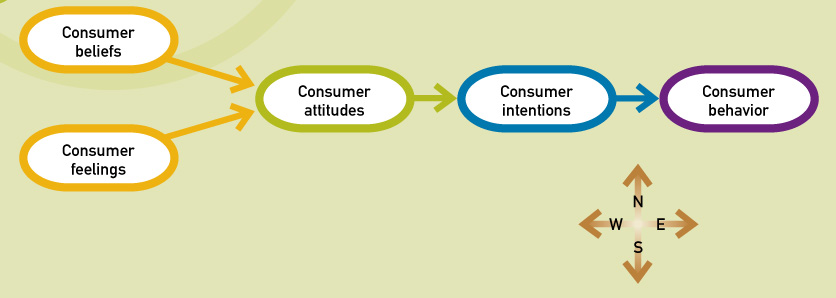 Consumer
beliefs
Consumer
feelings
Consumer
attitudes
Consumer
intentions
Consumer
behavior
N
W E
S